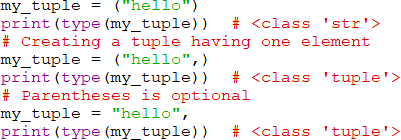 my_tuple = ("hello")
print(type(my_tuple))  # <class 'str'>
# Creating a tuple having one element
my_tuple = ("hello",)
print(type(my_tuple))  # <class 'tuple'>
# Parentheses is optional
my_tuple = "hello",
print(type(my_tuple))  # <class 'tuple'>